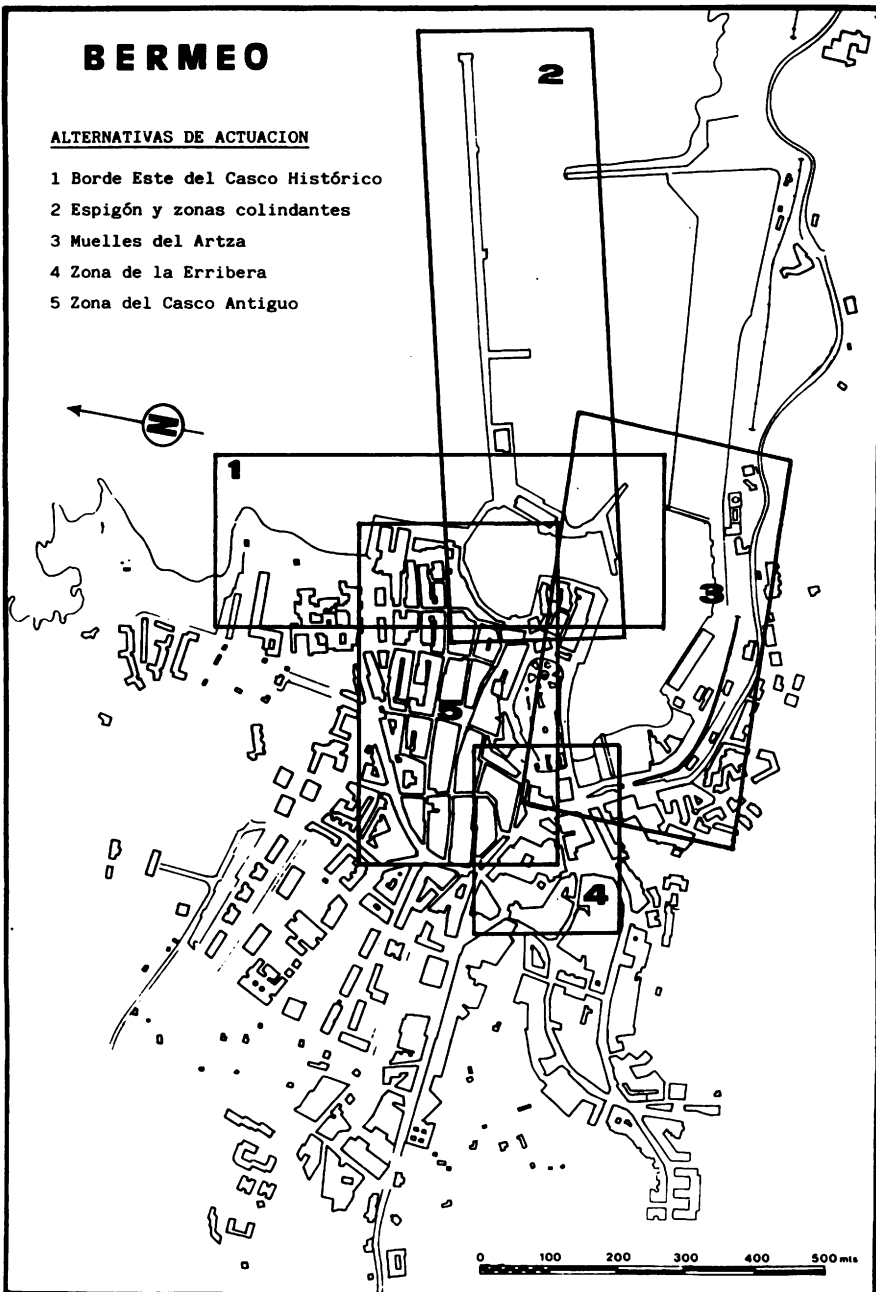 BERMEO
ALTERNATIVAS DE ACTUACION
1 Borde Este del Casco Histórico
2 Espigón y zonas colindantes
3 Muelles del Artza
4 Zona de la Erribera
5 Zona del Casco Antiguo
2
N
1
3
5
4
0 100 200 300 400 500 mts